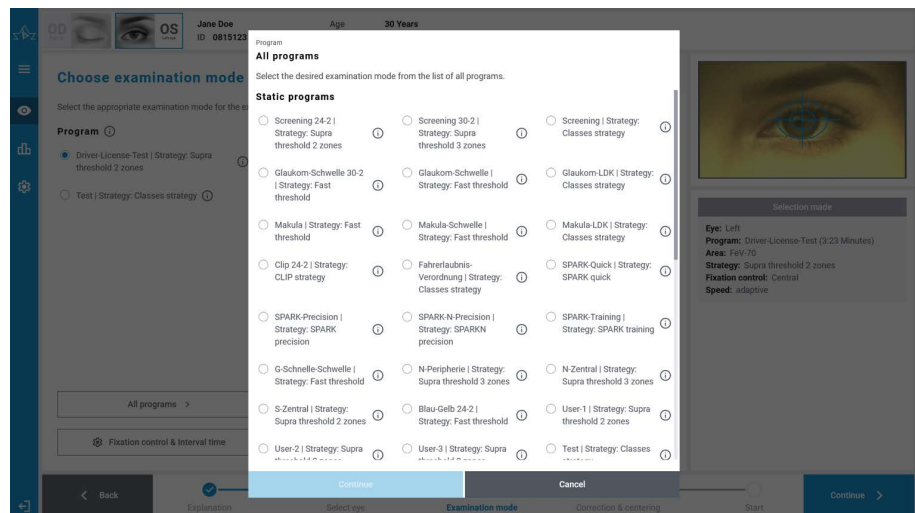 OD
OS
Jane Doe
ID 0815123
Age 30 Years
Choose examination mode
Select the appropriate examination mode for the
Program
Driver-License-Test | Strategy: Supra
threshold 2 zones
Test | Strategy: Classes strategy
All programs >
Fixation control & Interval time
Program
All programs
Select the desired examination mode from the list of all programs.
Static programs
Screening 24-2 |
Strategy: Supra
threshold 2 zones
Screening 30-2 |
Strategy: Supra
threshold 3 zones
Screening | Strategy:
Classes strategy
Glaukom-Schwelle 30-2
| Strategy: Fast
threshold
Glaukom-Schwelle |
Strategy: Fast threshold
Glaukom-LDK | Strategy:
Classes strategy
Makula | Strategy: Fast
threshold
Makula-Schwelle |
Strategy: Fast threshold
Makula-LDK | Strategy:
Classes strategy
Clip 24-2 | Strategy:
CLIP strategy
Fahrerlaubnis-
Verordnung | Strategy:
Classes strategy
SPARK-Quick | Strategy:
SPARK quick
SPARK-Precision |
Strategy: SPARK
precision
SPARK-N-Precision |
Strategy: SPARKN
precision
SPARK-Training |
Strategy: SPARK training
G-Schnelle-Schwelle |
Strategy: Fast threshold
N-Peripherie | Strategy:
Supra threshold 3 zones
N-Zentral | Strategy:
Supra threshold 3 zones
S-Zentral | Strategy:
Supra threshold 2 zones
Blau-Gelb 24-2 |
Strategy: Fast threshold
User-1 | Strategy: Supra
threshold 2 zones
User-2 | Strategy: Supra
User-3 | Strategy: Supra
Test | Strategy: Classes
Continue
Cancel
Selection made
Eye: Left
Program: Driver-License-Test (3:23 Minutes)
Area: FeV-70
Strategy: Supra threshold 2 zones
Fixation control: Central
Speed: adaptive
< Back
Explanation
Select eye
Examination mode
Correction & centering
Start
Continue >